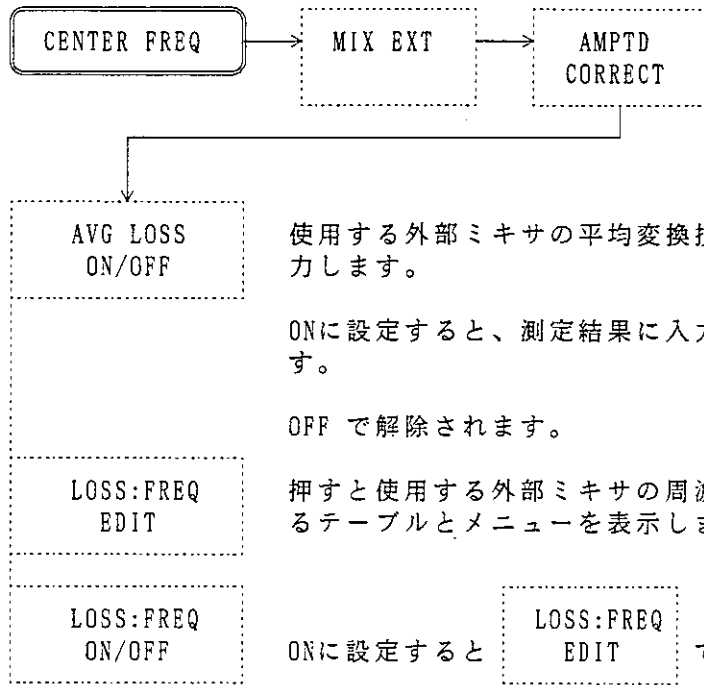 CENTER FREQ
MIX EXT
AMPTD
CORRECT
AVG LOSS
ON/OFF
使用する外部ミキサの平均変換
力します。
ONに設定すると、測定結果に入力
す。
OFF で解除されます。
LOSS:FREQ
EDIT
押すと使用する外部ミキサの周波
るテーブルとメニューを表示しま
LOSS:FREQ
ON/OFF
ONに設定すると
LOSS:FREQ
EDIT
で